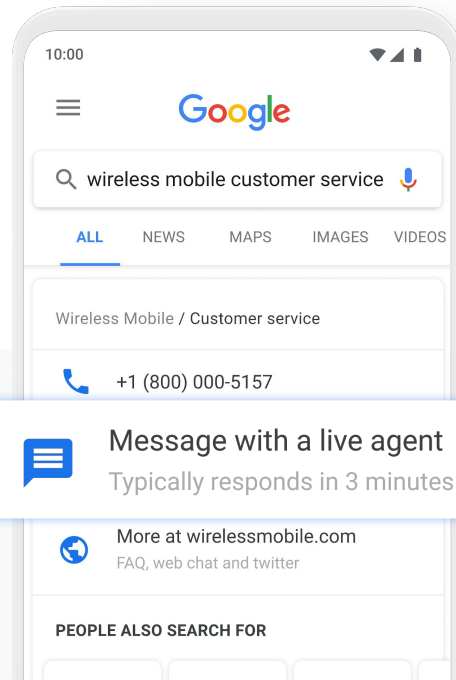 10:00
Google
wireless mobile customer service
ALL NEWS MAPS IMAGES VIDEOS
Wireless Mobile / Customer service
+1 (800) 000-5157
Message with a live agent
Typically responds in 3 minutes
More at wirelessmobile.com
FAQ, web chat and twitter
PEOPLE ALSO SEARCH FOR